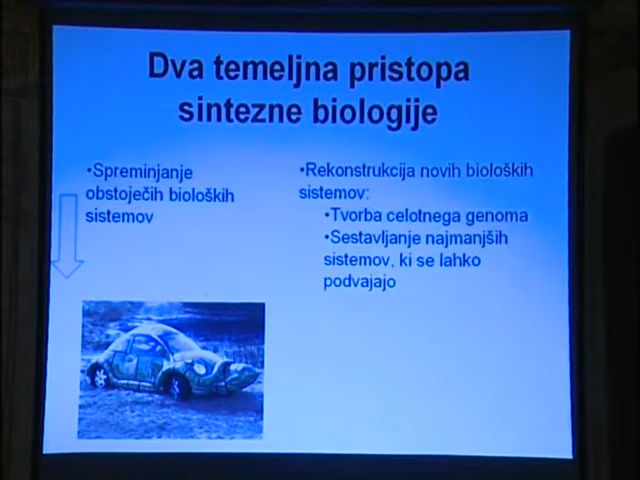 Dva temeljna pristopa
sintezne biologije
•Spreminjanje
obstoječih bioloških
sistemov
•Rekonstrukcija novih bioloških
sistemov:
•Tvorba celotnega genoma
•Sestavljanje najmanjših
sistemov, ki se lahko
podvajajo